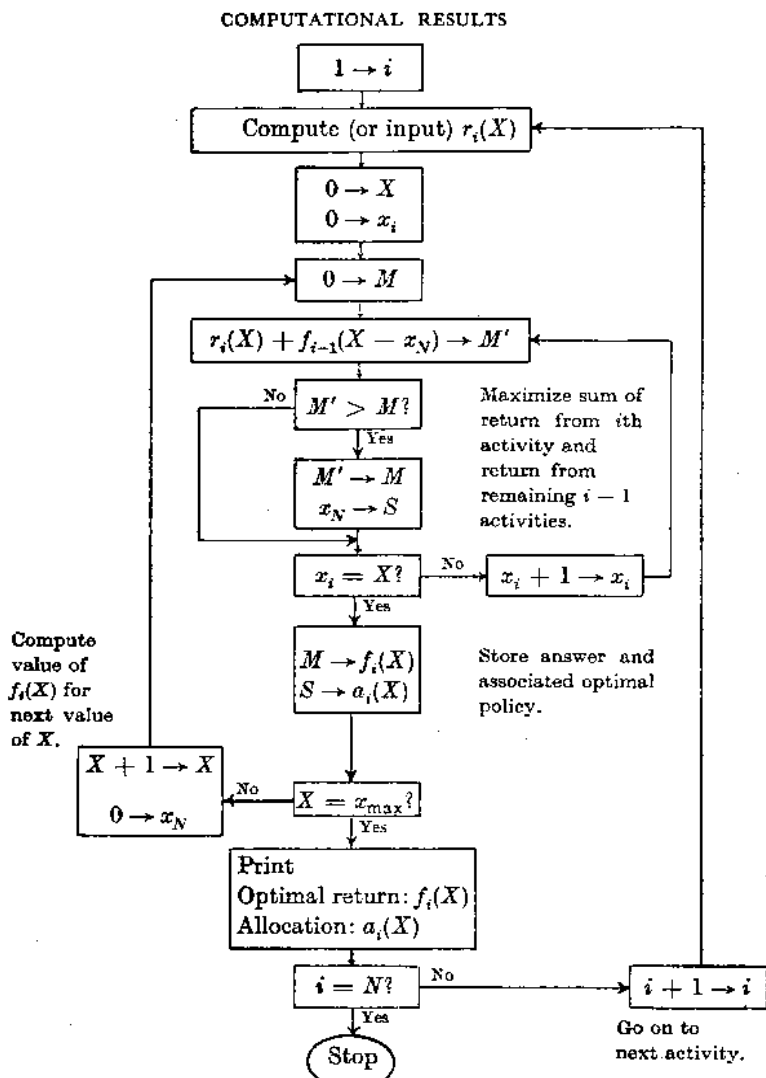 COMPUTATIONAL RESULTS
1 → i
Compute (or input) r_i(X)
0 → X
0 → x_i
0 → M
r_i(X) + f_{i–1}(X – x_N) → M'
No
M' > M?
Yes
M' → M
x_N → S
Maximize sum of
return from ith
activity and
return from
remaining i – 1
activities.
x_i = X?
No
x_i + 1 → x_i
Yes
M → f_i(X)
S → a_i(X)
Store answer and
associated optimal
policy.
Compute
value of
f_i(X) for
next value
of X.
X + 1 → X
0 → x_N
No
X = x_max?
Yes
Print
Optimal return: f_i(X)
Allocation: a_i(X)
i = N?
No
i + 1 → i
Yes
Go on to
next activity.
Stop